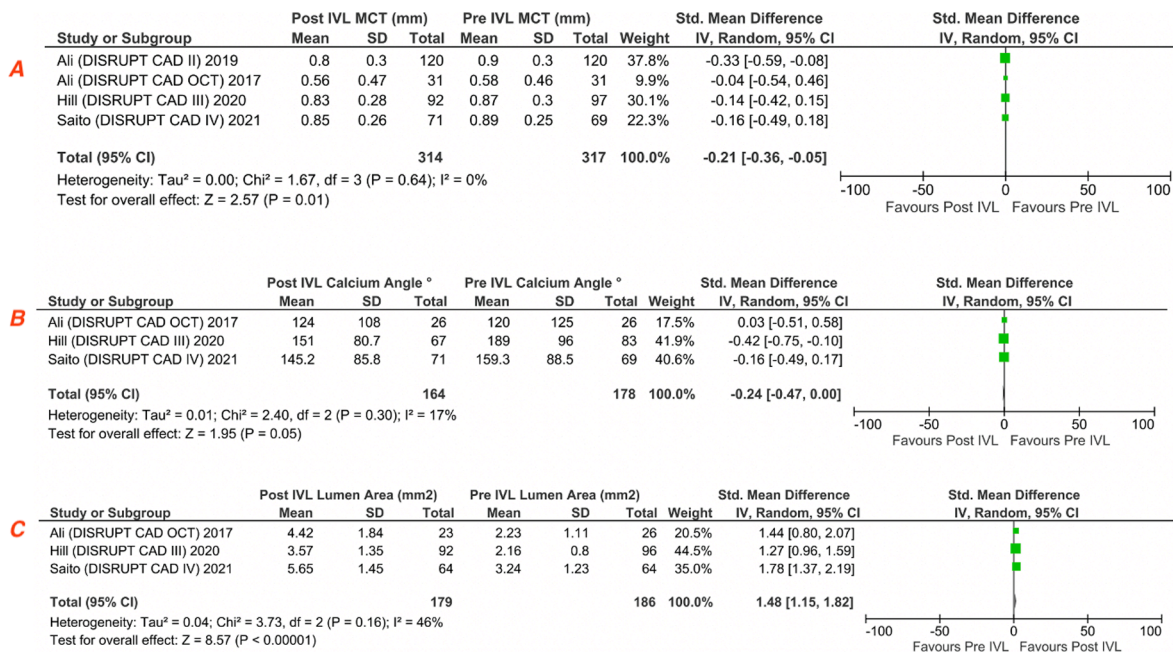 Post IVL MCT (mm) Pre IVL MCT (mm) Std. Mean Difference Std. Mean Difference
Study or Subgroup Mean SD Total Mean SD Total Weight IV, Random, 95% CI IV, Random, 95% CI
A
Ali (DISRUPT CAD II) 2019 0.8 0.3 120 0.9 0.3 120 37.8% -0.33 [-0.59, -0.08]
Ali (DISRUPT CAD OCT) 2017 0.56 0.47 31 0.58 0.46 31 9.9% -0.04 [-0.54, 0.46]
Hill (DISRUPT CAD III) 2020 0.83 0.28 92 0.87 0.3 97 30.1% -0.14 [-0.42, 0.15]
Saito (DISRUPT CAD IV) 2021 0.85 0.26 71 0.89 0.25 69 22.3% -0.16 [-0.49, 0.18]
Total (95% CI) 314 317 100.0% -0.21 [-0.36, -0.05]
Heterogeneity: Tau² = 0.00; Chi² = 1.67, df = 3 (P = 0.64); I² = 0%
Test for overall effect: Z = 2.57 (P = 0.01)
-100 -50 0 50 100
Favours Post IVL Favours Pre IVL
Post IVL Calcium Angle ° Pre IVL Calcium Angle ° Std. Mean Difference Std. Mean Difference
Study or Subgroup Mean SD Total Mean SD Total Weight IV, Random, 95% CI IV, Random, 95% CI
B
Ali (DISRUPT CAD OCT) 2017 124 108 26 120 125 26 17.5% 0.03 [-0.51, 0.58]
Hill (DISRUPT CAD III) 2020 151 80.7 67 189 96 83 41.9% -0.42 [-0.75, -0.10]
Saito (DISRUPT CAD IV) 2021 145.2 85.8 71 159.3 88.5 69 40.6% -0.16 [-0.49, 0.17]
Total (95% CI) 164 178 100.0% -0.24 [-0.47, 0.00]
Heterogeneity: Tau² = 0.01; Chi² = 2.40, df = 2 (P = 0.30); I² = 17%
Test for overall effect: Z = 1.95 (P = 0.05)
-100 -50 0 50 100
Favours Post IVL Favours Pre IVL
Post IVL Lumen Area (mm2) Pre IVL Lumen Area (mm2) Std. Mean Difference Std. Mean Difference
Study or Subgroup Mean SD Total Mean SD Total Weight IV, Random, 95% CI IV, Random, 95% CI
C
Ali (DISRUPT CAD OCT) 2017 4.42 1.84 23 2.23 1.11 26 20.5% 1.44 [0.80, 2.07]
Hill (DISRUPT CAD III) 2020 3.57 1.35 92 2.16 0.8 96 44.5% 1.27 [0.96, 1.59]
Saito (DISRUPT CAD IV) 2021 5.65 1.45 64 3.24 1.23 64 35.0% 1.78 [1.37, 2.19]
Total (95% CI) 179 186 100.0% 1.48 [1.15, 1.82]
Heterogeneity: Tau² = 0.04; Chi² = 3.73, df = 2 (P = 0.16); I² = 46%
Test for overall effect: Z = 8.57 (P < 0.00001)
-100 -50 0 50 100
Favours Pre IVL Favours Post IVL